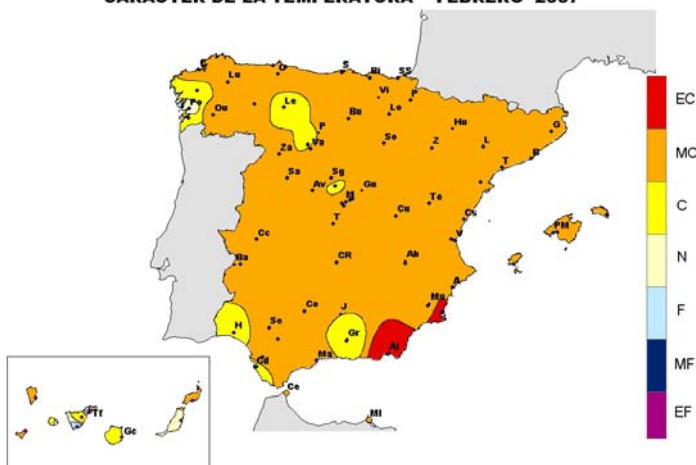 CARÁCTER DE LA TEMPERATURA - FEBRERO 2007
Lu
O
S
Bi
SS
Vi
P
Le
Lo
Ou
Bu
P
Hu
G
Va
So
Za
Z
L
B
T
Sa
Sg
Av
Gu
M
Te
Cu
Cs
T
PM
Cc
V
CR
Ab
Ba
A
Mu
Co
J
H
Se
Gr
Al
Cd
Ma
Ce
Ml
Tf
Gc
EC
MC
C
N
F
MF
EF